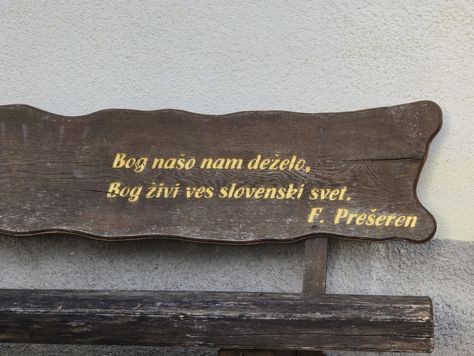 Bog našo nam deželo,
Bog živi ves slovenski svet.
F. Prešeren